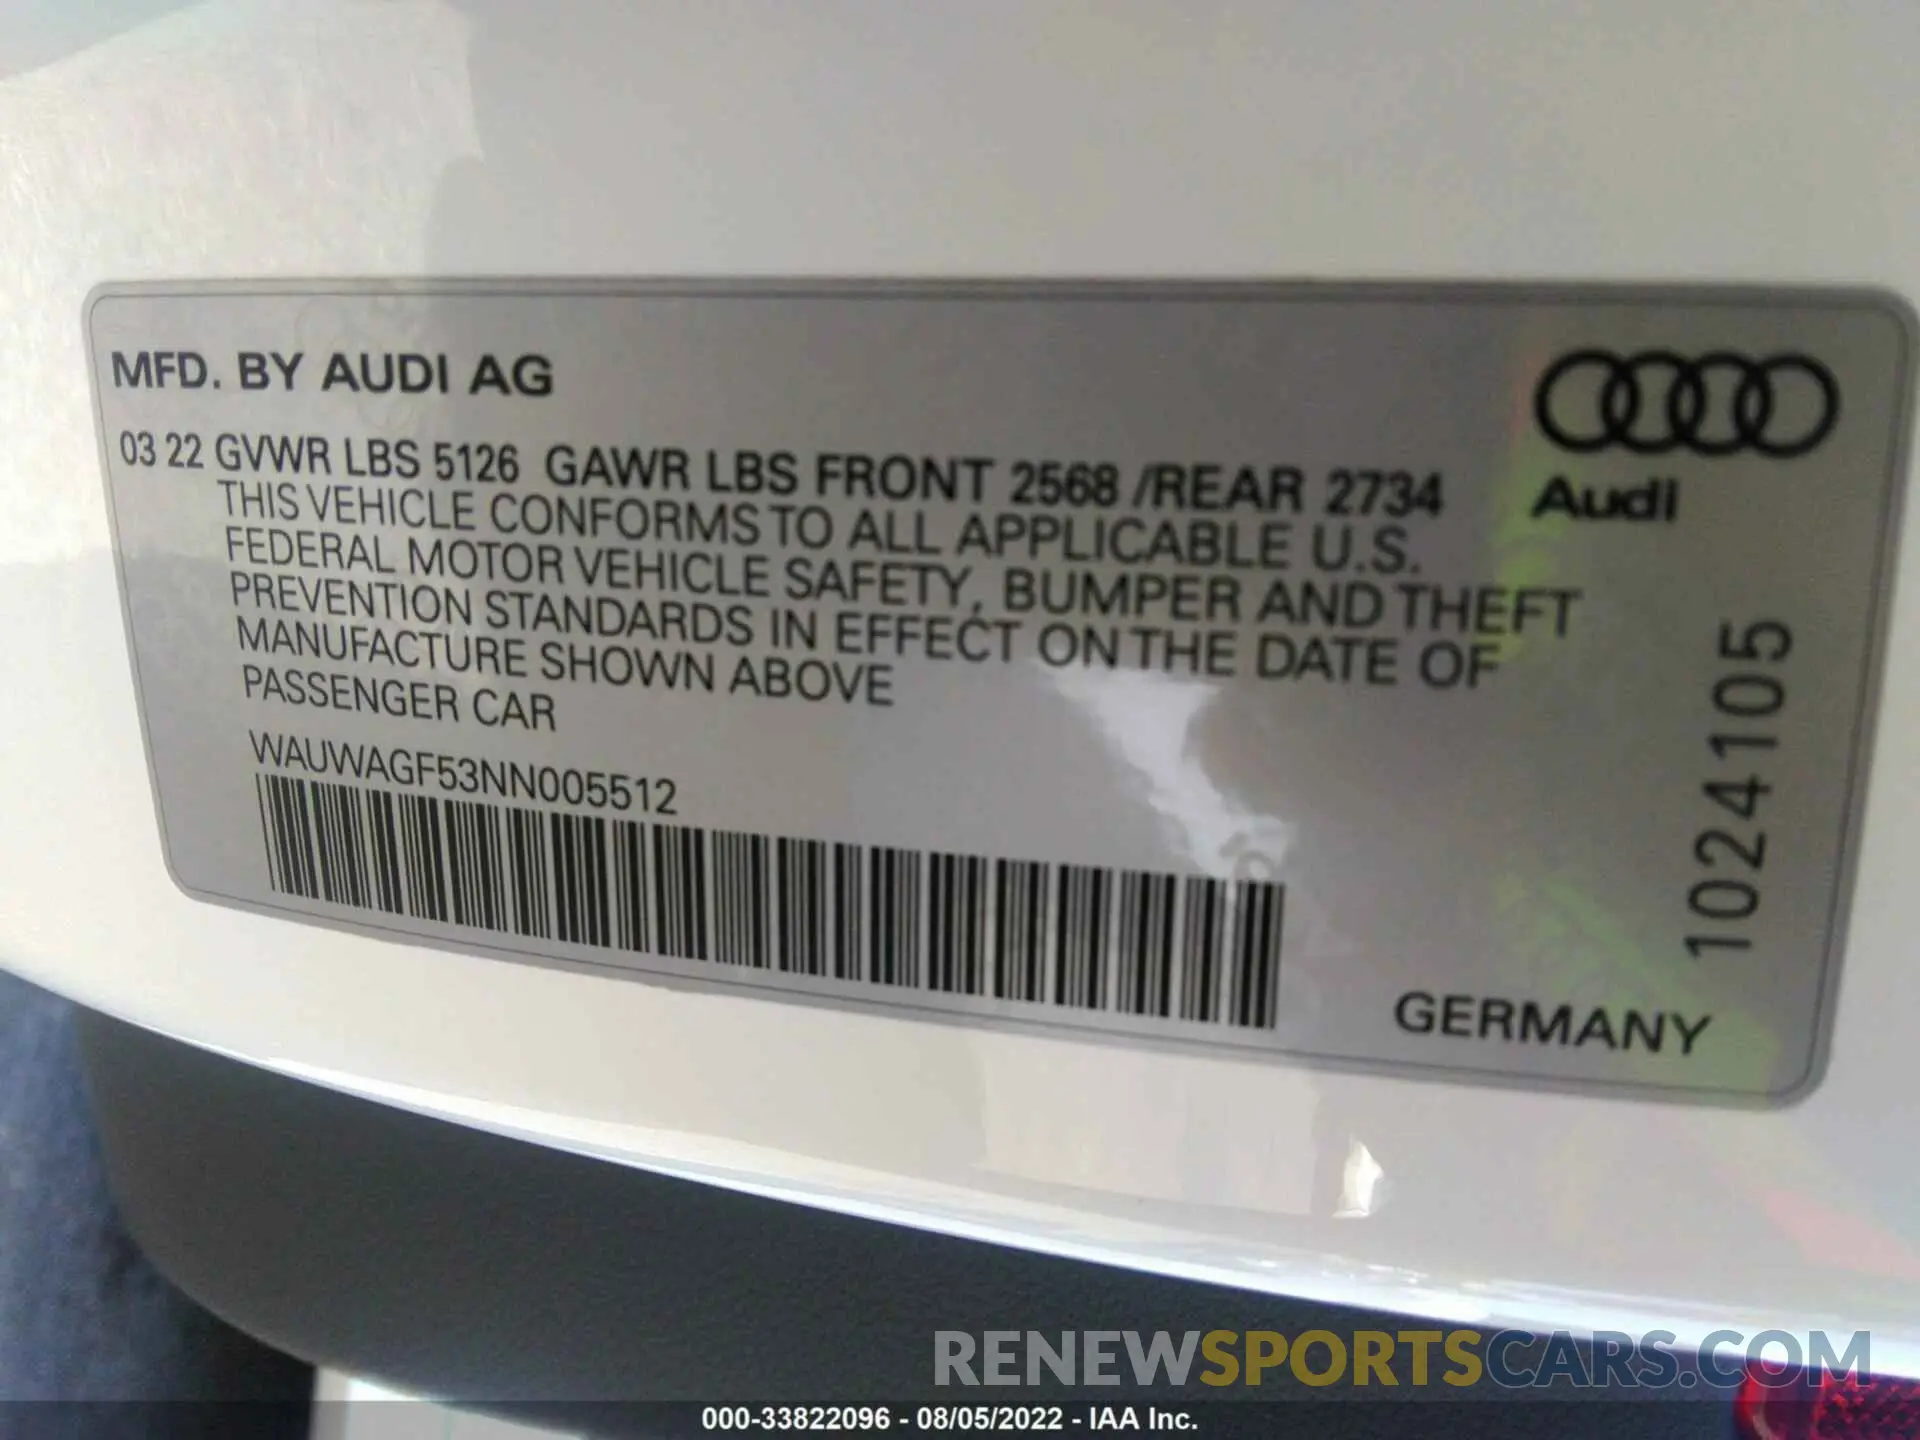 MFD. BY AUDI AG
03 22 GVWR LBS 5126 GAWR LBS FRONT 2568 /REAR 2734
THIS VEHICLE CONFORMS TO ALL APPLICABLE U.S.
FEDERAL MOTOR VEHICLE SAFETY, BUMPER AND THEFT
PREVENTION STANDARDS IN EFFECT ON THE DATE OF
MANUFACTURE SHOWN ABOVE
PASSENGER CAR
WAUWAGF53NN005512
Audi
1024105
GERMANY
RENEWSPORTSCARS.COM
000-33822096 - 08/05/2022 - IAA Inc.